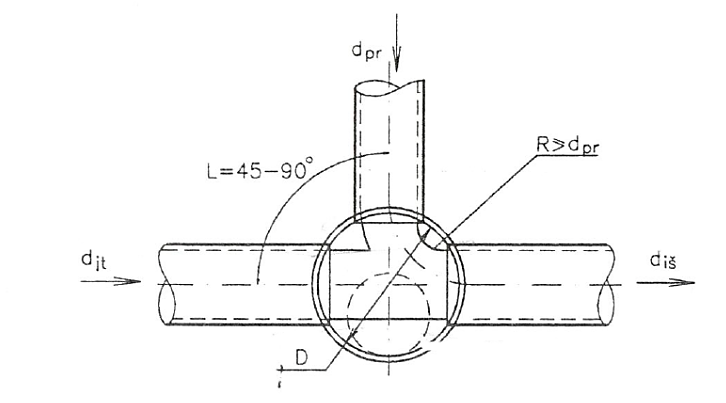 dpr
R⩾dpr
L=45-90°
djt
diš
D